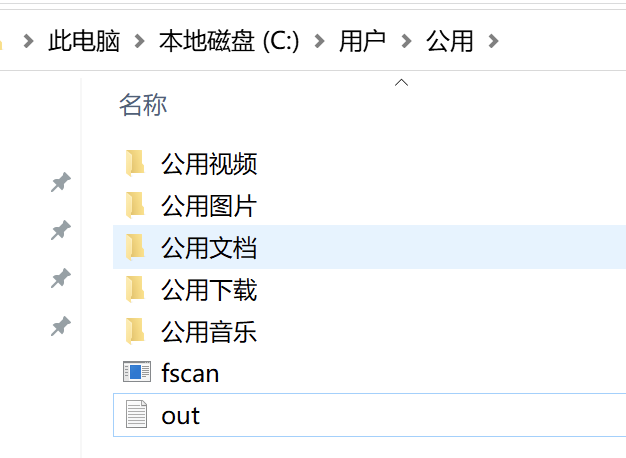 此电脑 本地磁盘 (C:) 用户 公用
名称
公用视频
公用图片
公用文档
公用下载
公用音乐
fscan
out